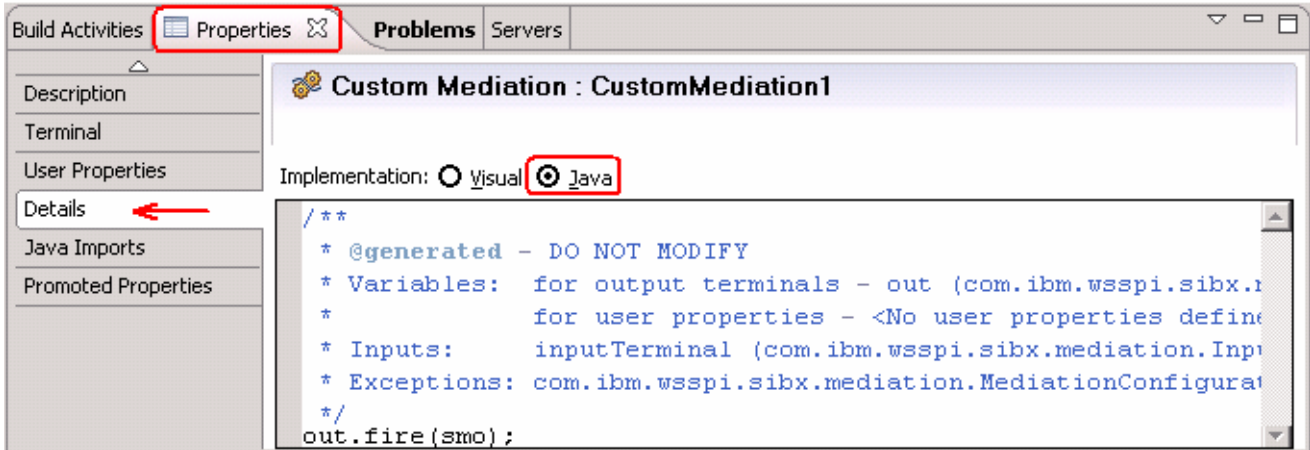 Build Activities Properties Problems Servers
Description
Terminal
User Properties
Details
Java Imports
Promoted Properties
Custom Mediation : CustomMediation1
Implementation: Visual Java
/**
* @generated - DO NOT MODIFY
* Variables: for output terminals - out (com.ibm.wsspi.sibx.
* for user properties - <No user properties define
* Inputs: inputTerminal (com.ibm.wsspi.sibx.mediation.Inp
* Exceptions: com.ibm.wsspi.sibx.mediation.MediationConfigurat
*/
out.fire(smo);